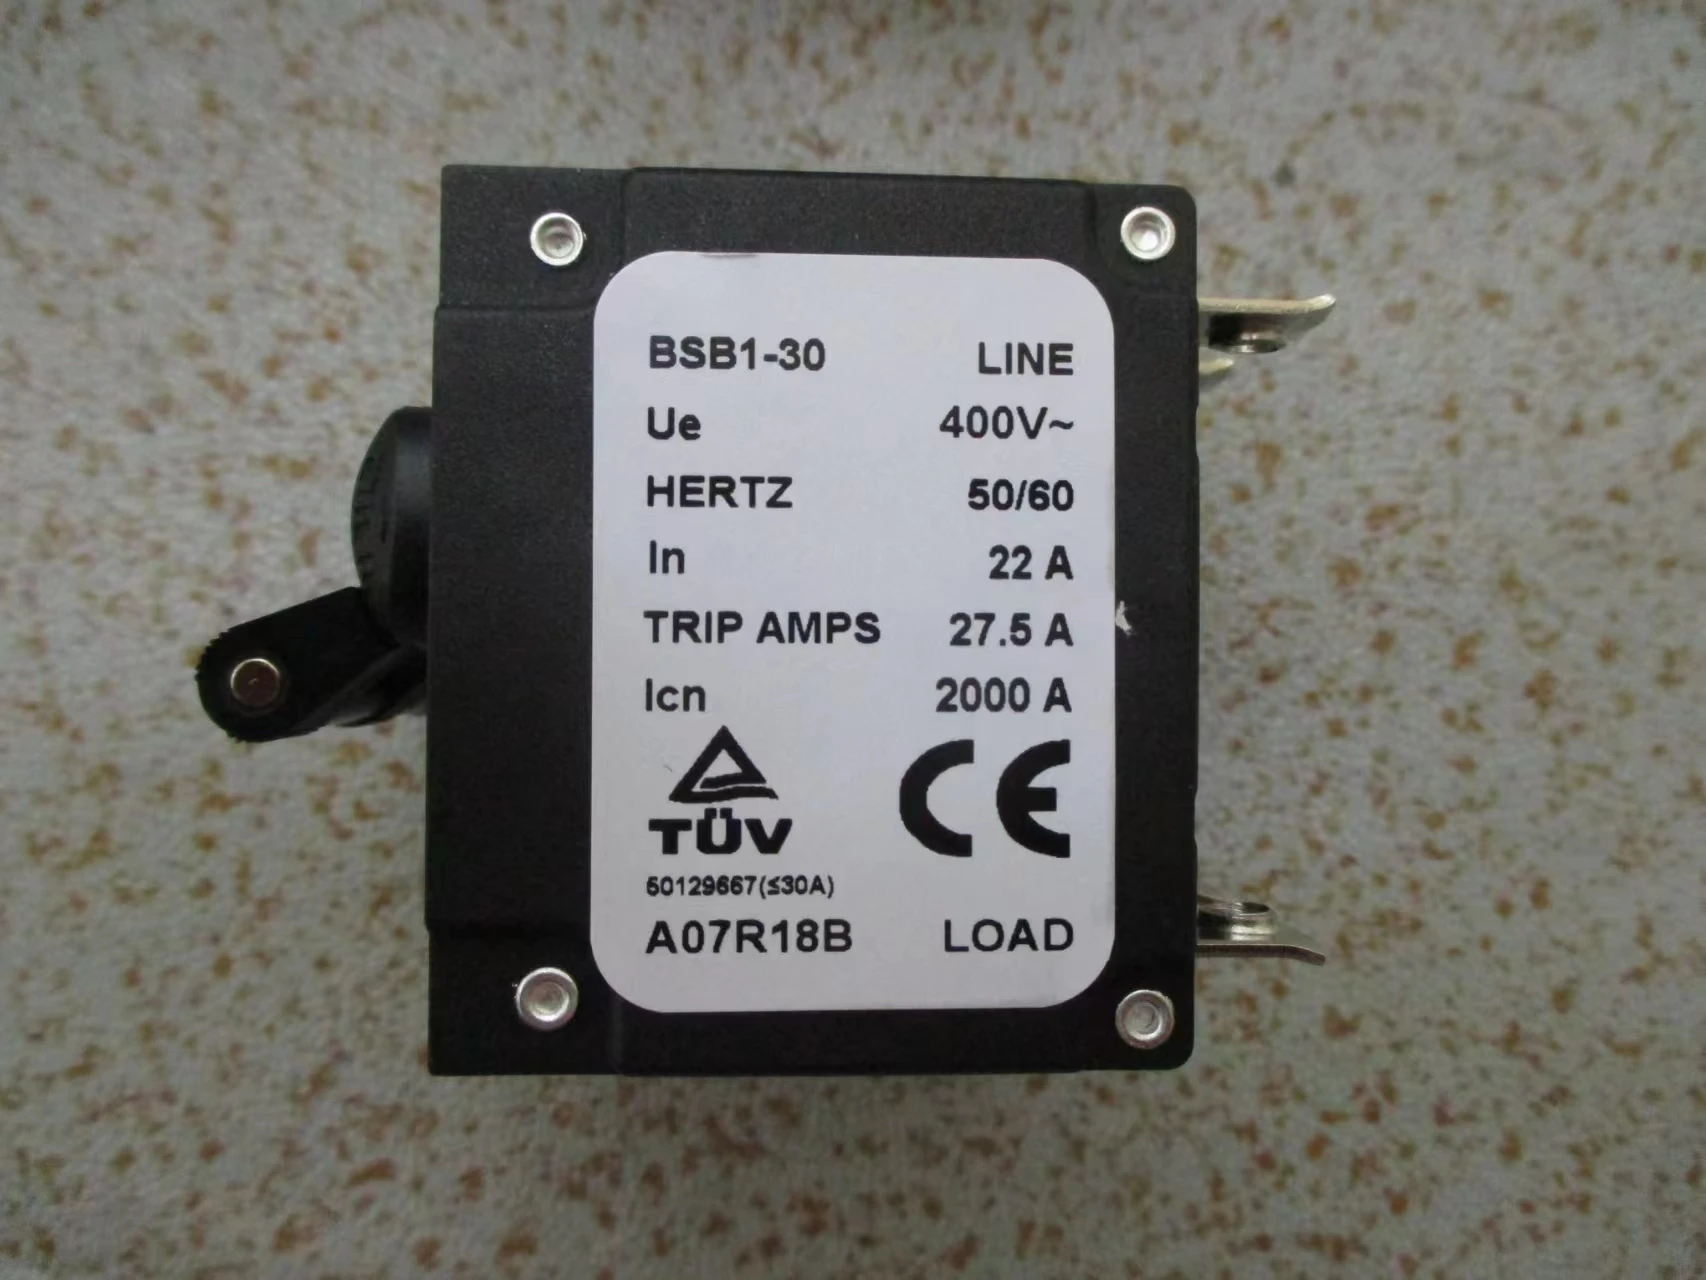 BSB1-30 LINE
Ue 400V~
HERTZ 50/60
In 22 A
TRIP AMPS 27.5 A
Icn 2000 A
TÜV CE
50129667(≤30A)
A07R18B LOAD